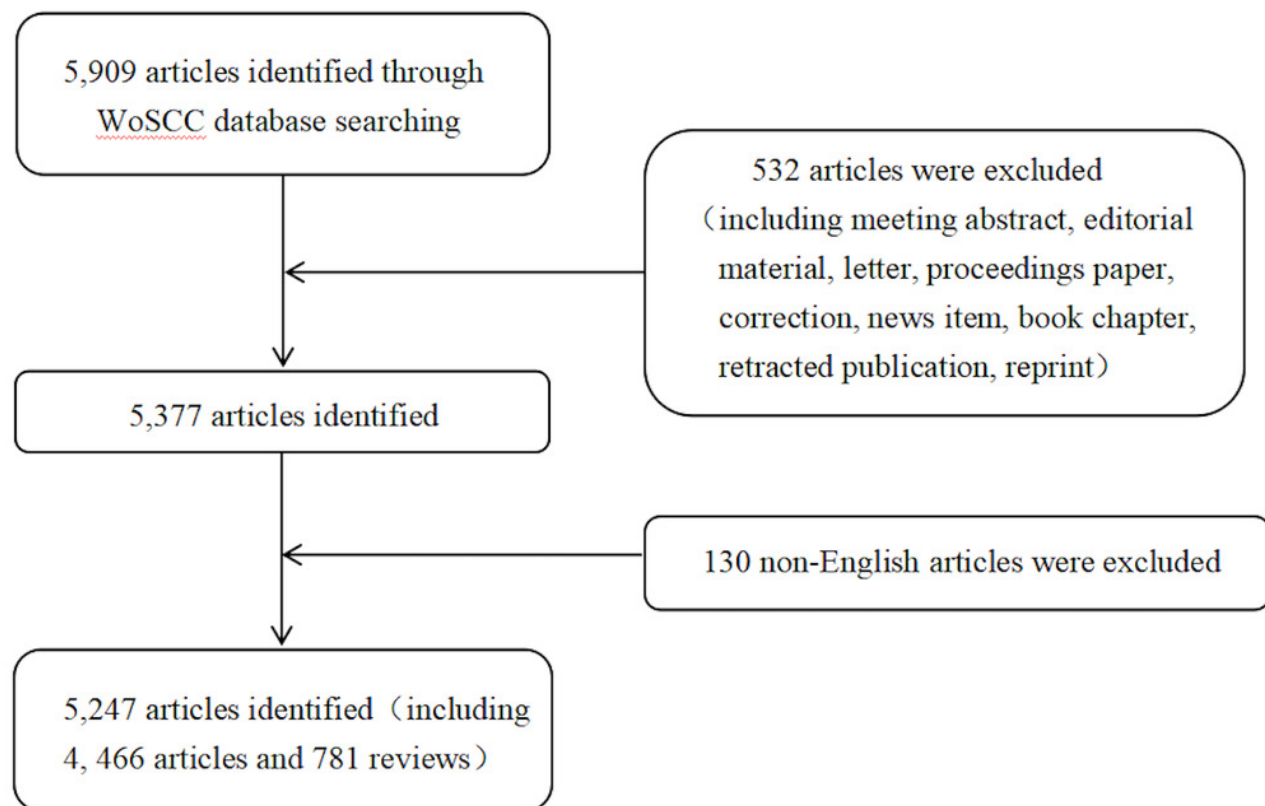 5,909 articles identified through
WoSCC database searching
532 articles were excluded
（including meeting abstract, editorial
material, letter, proceedings paper,
correction, news item, book chapter,
retracted publication, reprint）
5,377 articles identified
130 non-English articles were excluded
5,247 articles identified（including
4, 466 articles and 781 reviews）